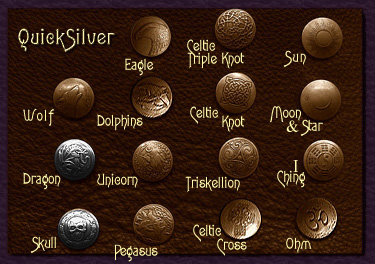 QuickSilver
Eagle
Celtic
Triple Knot
Sun
Wolf
Dolphins
Celtic
Knot
Moon
& Star
Dragon
Unicorn
Triskellion
I
Ching
Skull
Pegasus
Celtic
Cross
Ohm